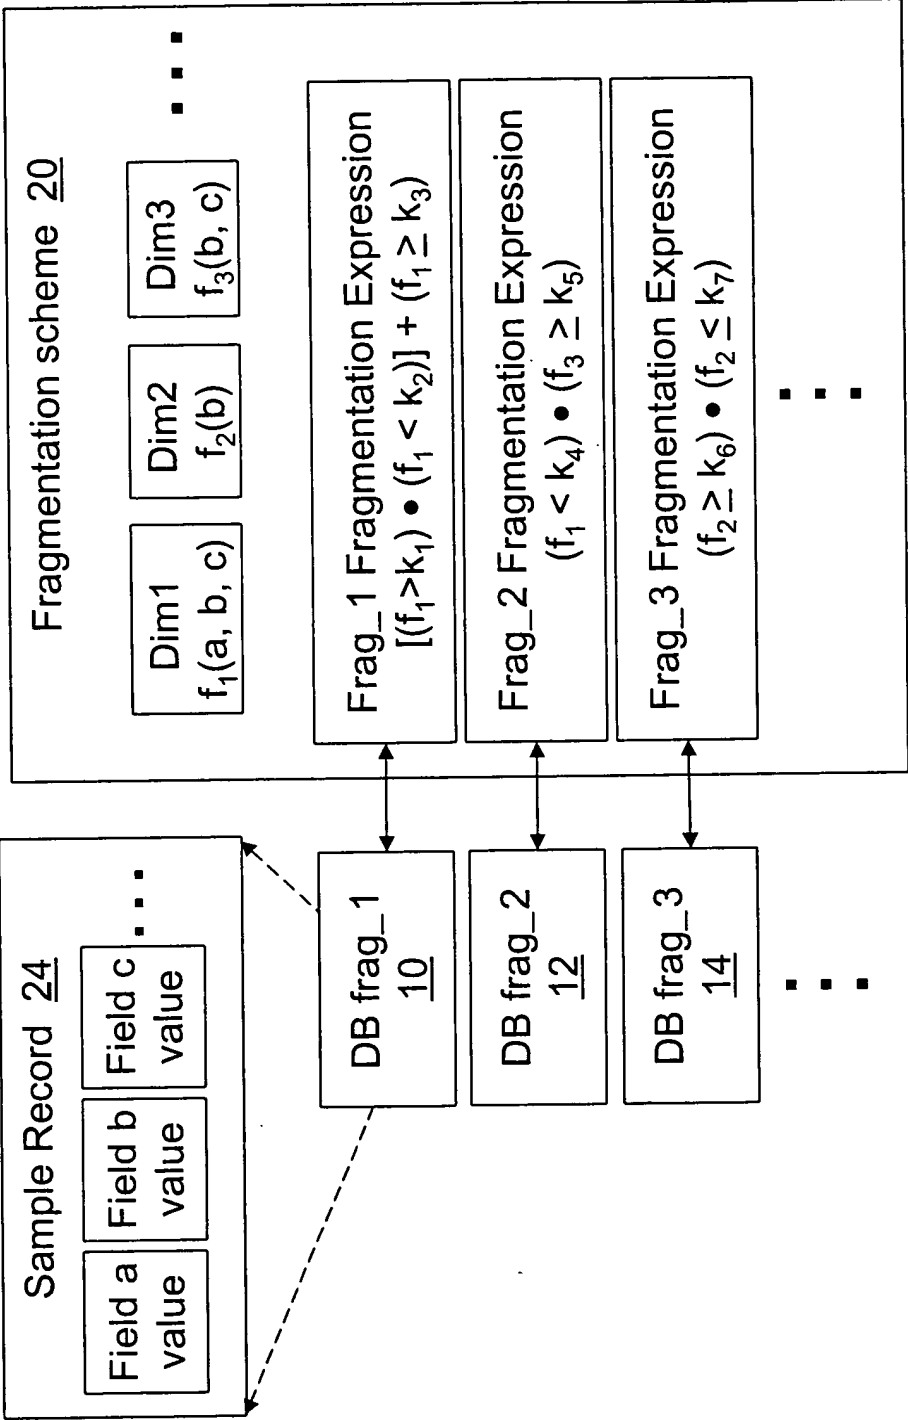 Sample Record 24
Field a
value
Field b
value
Field c
value
DB frag_1
10
DB frag_2
12
DB frag_3
14
Fragmentation scheme 20
Dim1
f₁(a, b, c)
Dim2
f₂(b)
Dim3
f₃(b, c)
Frag_1 Fragmentation Expression
[(f₁>k₁) • (f₁ < k₂)] + (f₁ ≥ k₃)
Frag_2 Fragmentation Expression
(f₁ < k₄) • (f₃ ≥ k₅)
Frag_3 Fragmentation Expression
(f₂ ≥ k₆) • (f₂ ≤ k₇)